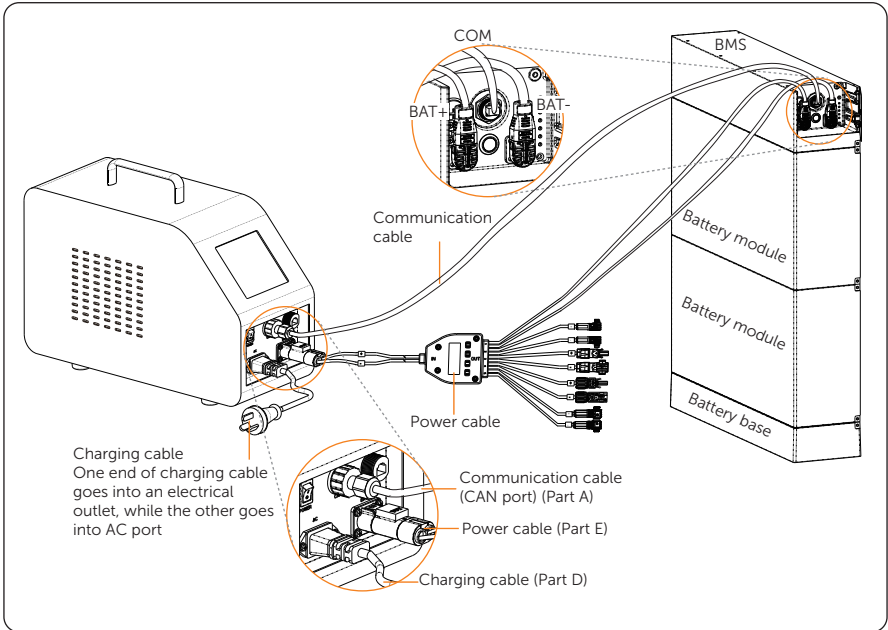 COM
BMS
BAT+
BAT-
Communication
cable
Battery module
Battery module
Battery base
OUT
Power cable
Charging cable
One end of charging cable
goes into an electrical
outlet, while the other goes
into AC port
AC
Communication cable
(CAN port) (Part A)
Power cable (Part E)
Charging cable (Part D)